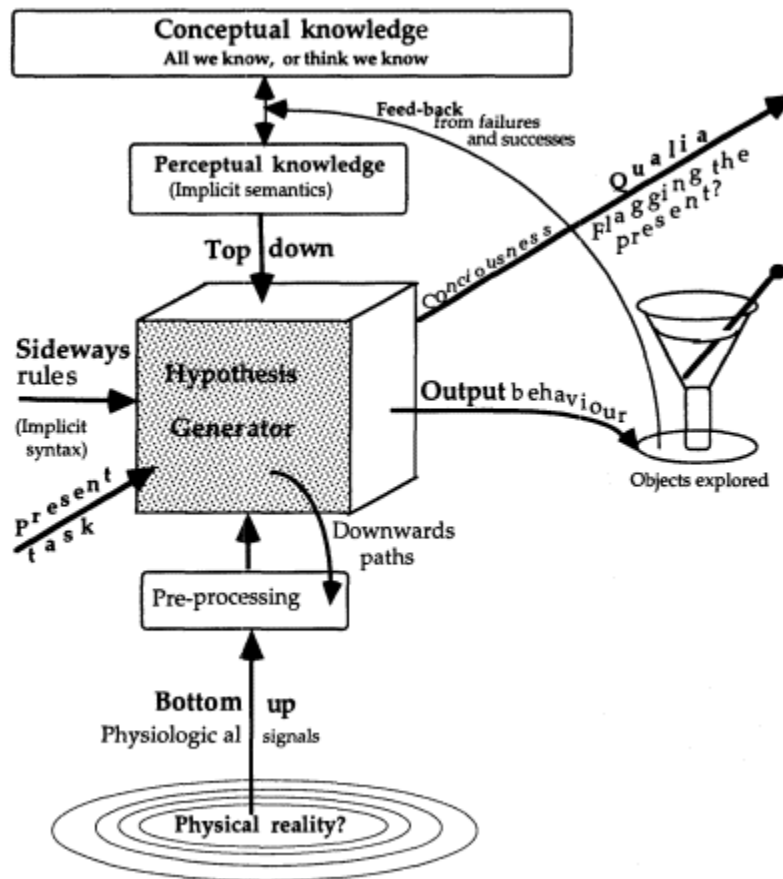 Conceptual knowledge
All we know, or think we know
Feed-back
from failures
and successes
Perceptual knowledge
(Implicit semantics)
Qualia
Flagging the
present?
Top down
Conciousness
Sideways
rules
(Implicit
syntax)
Hypothesis
Generator
Output behaviour
Objects explored
Present
task
Downwards
paths
Pre-processing
Bottom up
Physiologic al signals
Physical reality?